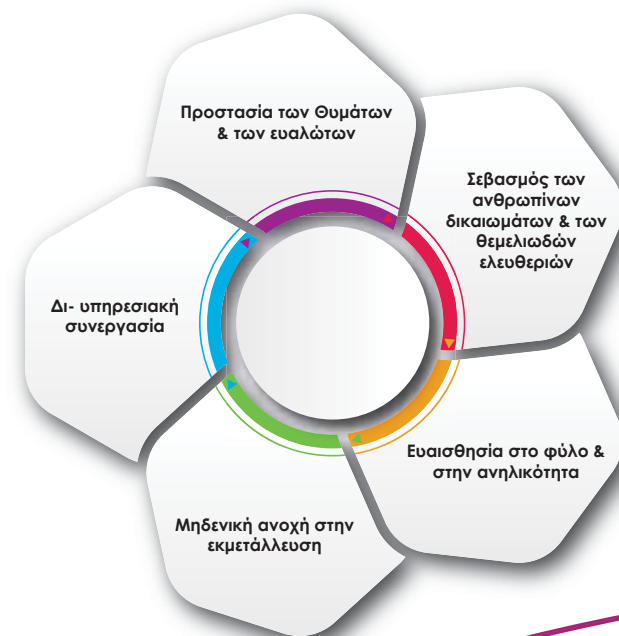 Προστασία των Θυμάτων
& των ευαλώτων
Σεβασμός των
ανθρωπίνων
δικαιωμάτων & των
θεμελιωδών
ελευθεριών
Ευαισθησία στο φύλο &
στην ανηλικότητα
Μηδενική ανοχή στην
εκμετάλλευση
Δι- υπηρεσιακή
συνεργασία